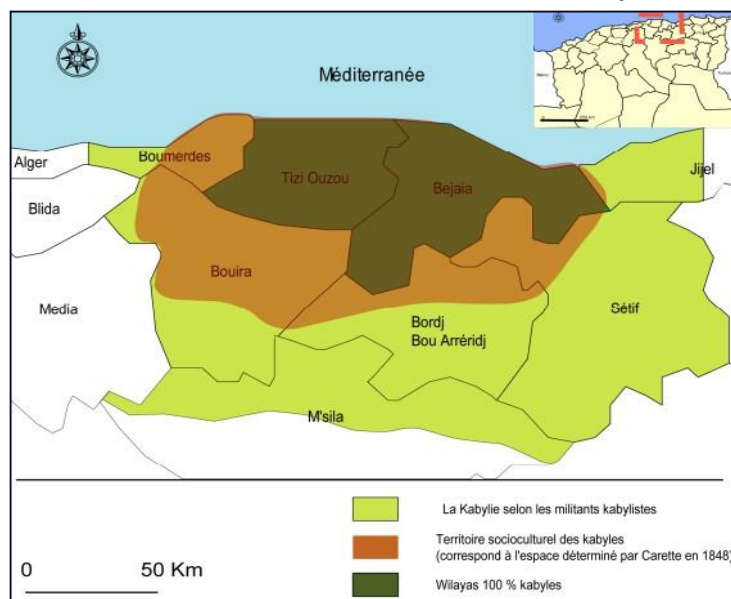 Méditerranée
Alger
Boumerdes
Tizi Ouzou
Bejaia
Jijel
Blida
Bouira
Media
Sétif
Bordj
Bou Arréridj
M'sila
La Kabylie selon les militants kabylistes
Territoire socioculturel des kabyles
(correspond à l'espace déterminé par Carette en 1848)
0 50 Km
Wilayas 100 % kabyles